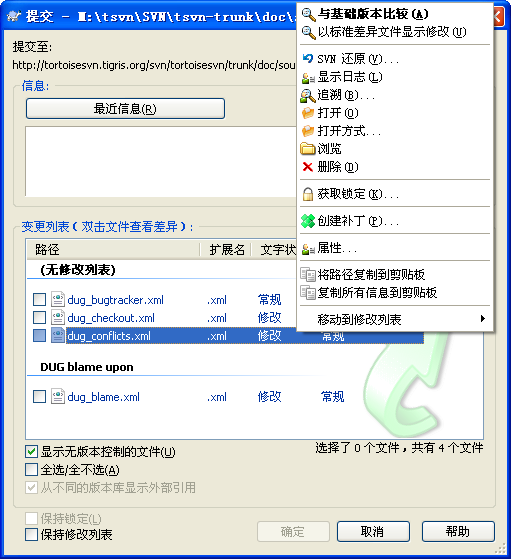 提交 - M:\tsvn\SVN\tsvn-trunk\doc\
提交至:
http://tortoisesvn.tigris.org/svn/tortoisesvn/trunk/doc/sou
信息:
最近信息(R)
变更列表(双击文件查看差异):
路径 扩展名 文字状
(无修改列表)
dug_bugtracker.xml .xml 常规
dug_checkout.xml .xml 修改
dug_conflicts.xml .xml 修改 常规
DUG blame upon
dug_blame.xml .xml 修改 常规
显示无版本控制的文件(U)
选择了 0 个文件，共有 4 个文件
全选/全不选(A)
从不同的版本库显示外部引用
保持锁定(L)
保持修改列表
确定 取消 帮助
与基础版本比较(A)
以标准差异文件显示修改(U)
SVN 还原(V)...
显示日志(L)
追溯(B)...
打开(O)
打开方式...
浏览
删除(D)
获取锁定(K)...
创建补丁(P)...
属性...
将路径复制到剪贴板
复制所有信息到剪贴板
移动到修改列表